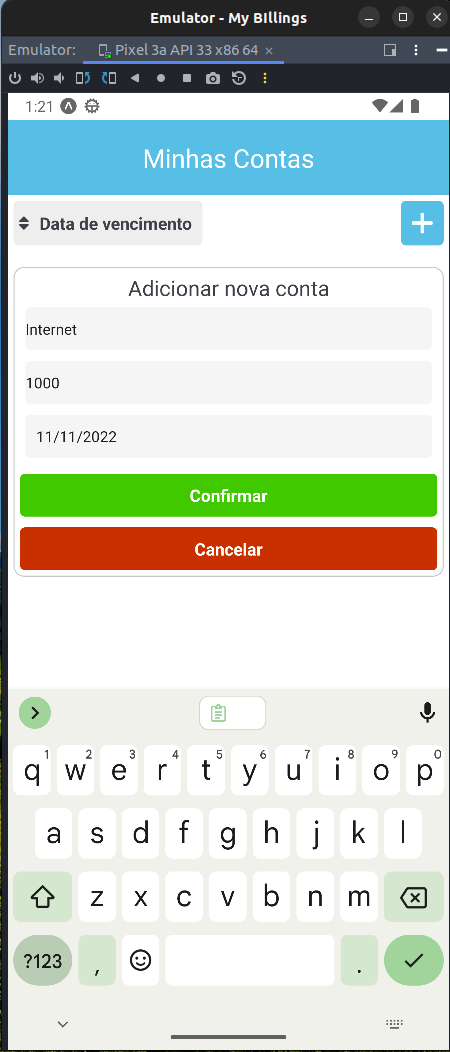 Emulator - My BIllings
Emulator: Pixel 3a API 33 x86 64
1:21
Minhas Contas
Data de vencimento
Adicionar nova conta
Internet
1000
11/11/2022
Confirmar
Cancelar
q1 w2 e3 r4 t5 y6 u7 i8 o9 p0
a s d f g h j k l
z x c v b n m
?123 , .